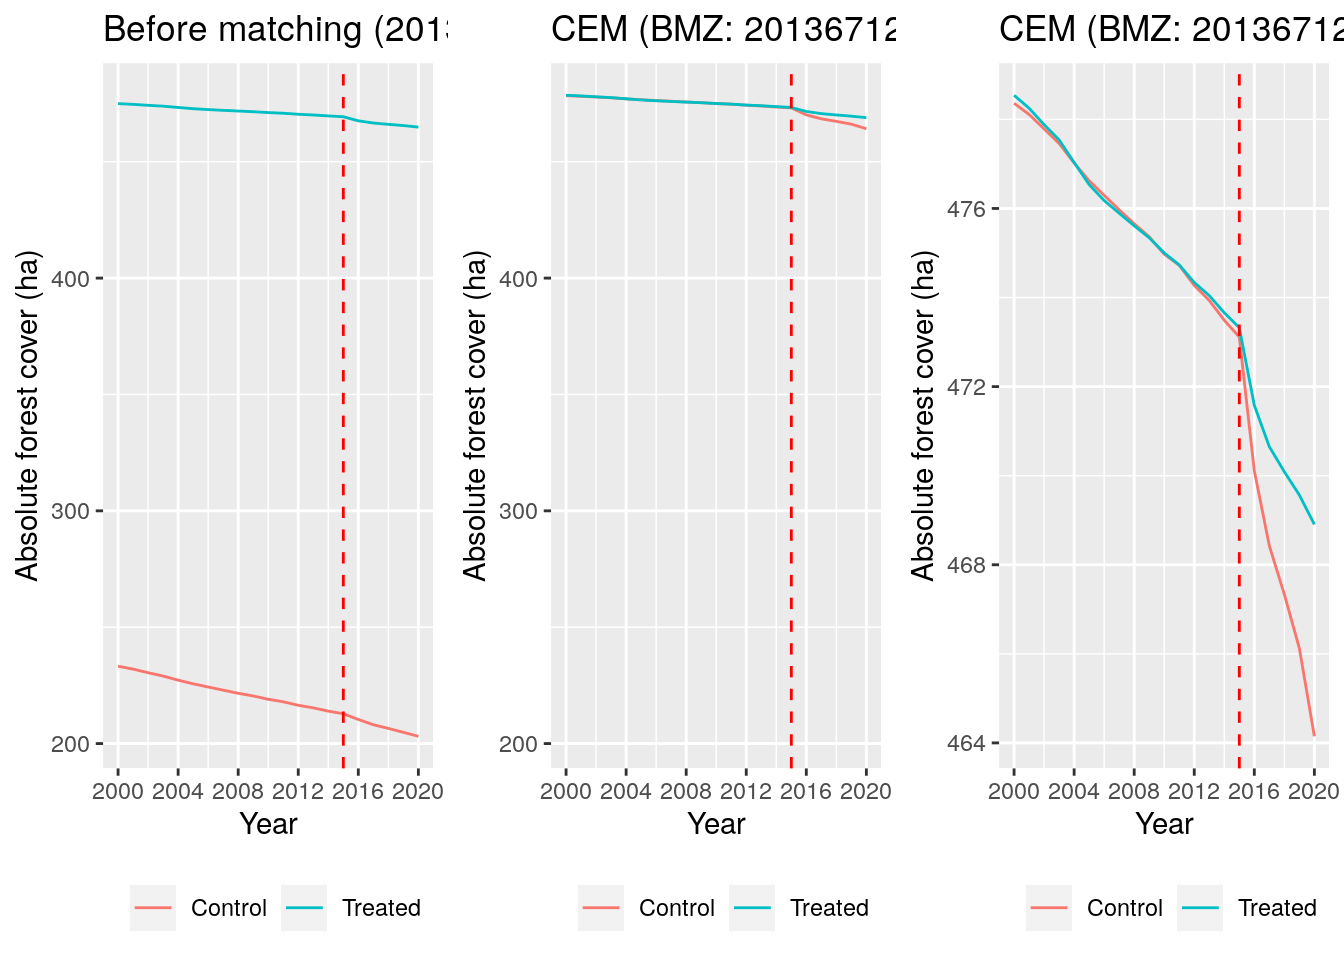 Before matching (201
CEM (BMZ: 20136712
CEM (BMZ: 20136712
Absolute forest cover (ha)
400
300
200
2000 2004 2008 2012 2016 2020
Year
Control Treated
Absolute forest cover (ha)
400
300
200
2000 2004 2008 2012 2016 2020
Year
Control Treated
Absolute forest cover (ha)
476
472
468
464
2000 2004 2008 2012 2016 2020
Year
Control Treated